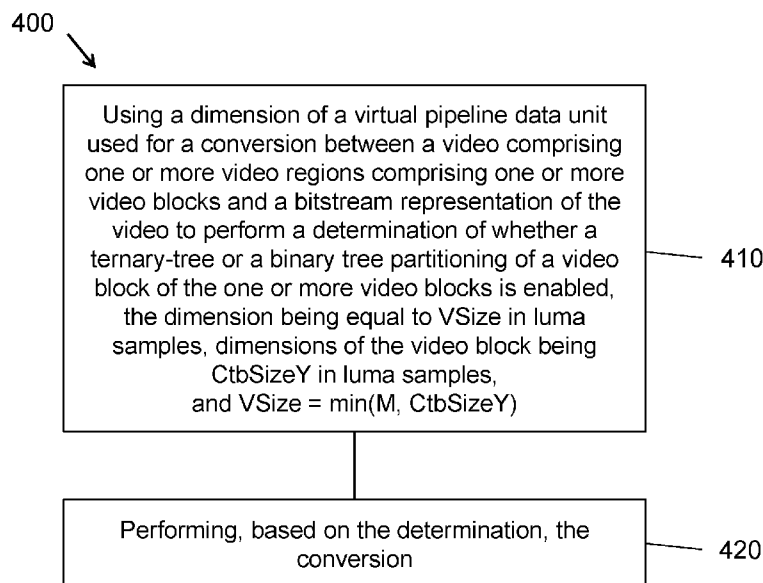 400
Using a dimension of a virtual pipeline data unit
used for a conversion between a video comprising
one or more video regions comprising one or more
video blocks and a bitstream representation of the
video to perform a determination of whether a
ternary-tree or a binary tree partitioning of a video
block of the one or more video blocks is enabled,
the dimension being equal to VSize in luma
samples, dimensions of the video block being
CtbSizeY in luma samples,
and VSize = min(M, CtbSizeY)
410
Performing, based on the determination, the
conversion
420